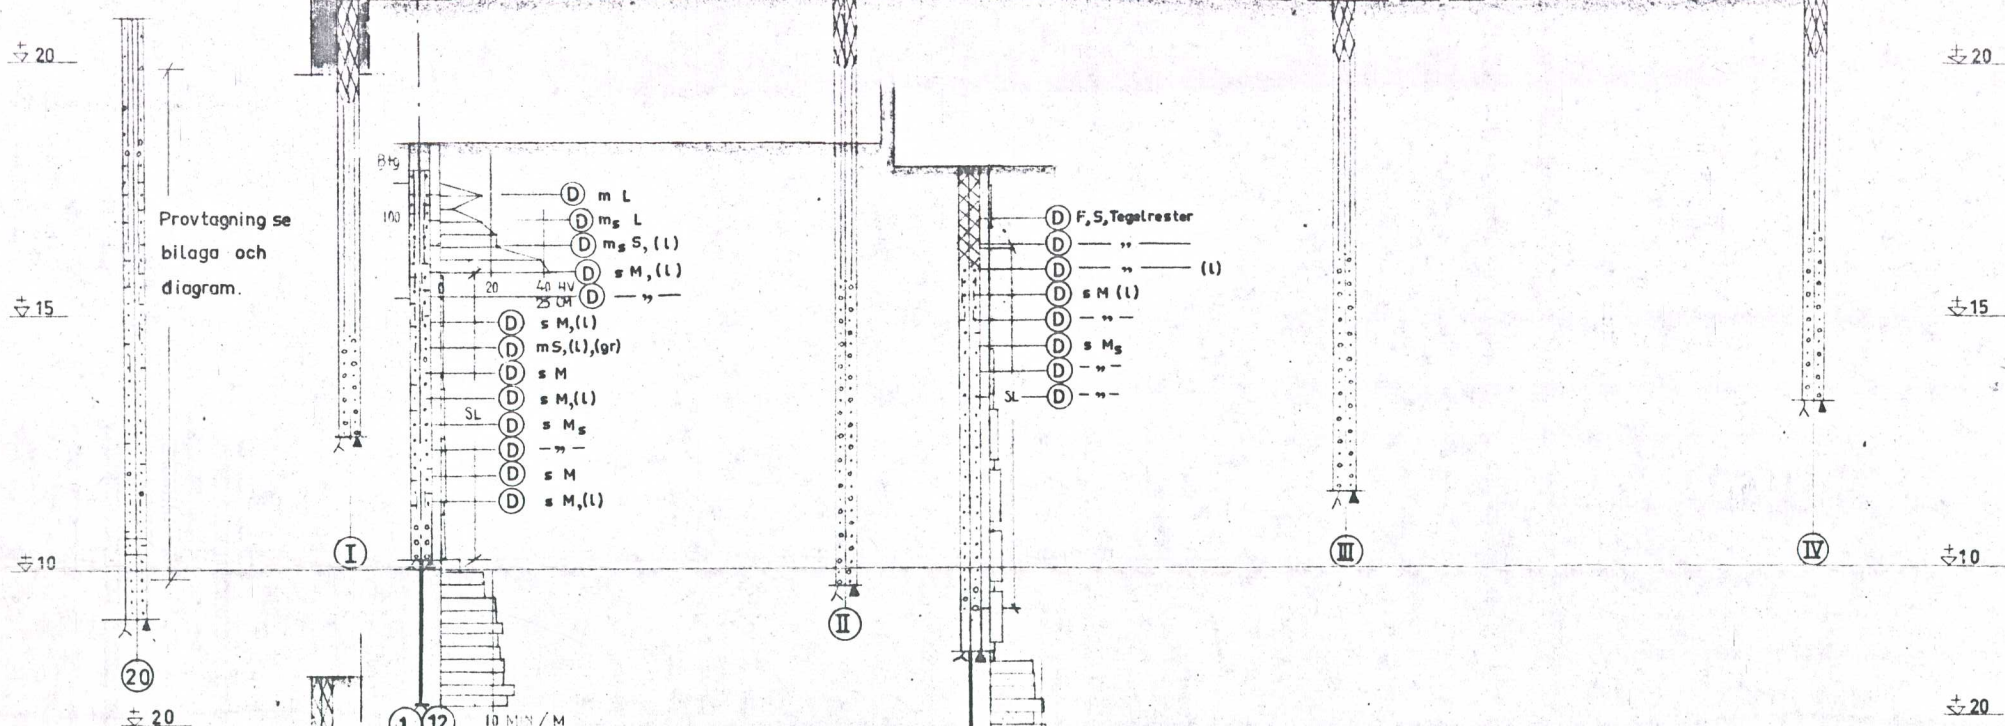 ± 20
± 20
Btg
Provtagning se
bilaga och
diagram.
100
D m L
D ms L
D ms S, (l)
D s M, (l)
0 20 40 HV
25 CM
D — „ —
D s M, (l)
D m S, (l), (gr)
D s M
D s M, (l)
SL
D s Ms
D — „ —
D s M
D s M, (l)
D F, S, Tegelrester
D — „ —
D — „ — (l)
D s M (l)
D — „ —
D s Ms
D — „ —
SL D — „ —
± 15
± 15
I
II
III
IV
± 10
± 10
20
± 20
1 12 10 MIN/M
± 20